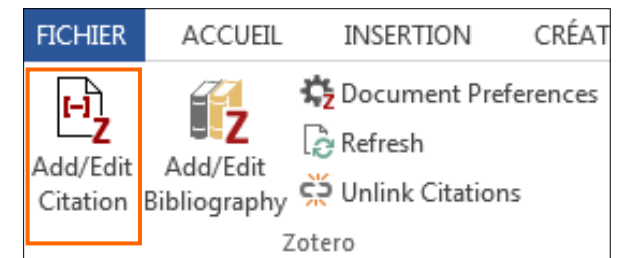 FICHIER ACCUEIL INSERTION CRÉAT
Add/Edit Citation
Add/Edit Bibliography
Document Preferences
Refresh
Unlink Citations
Zotero